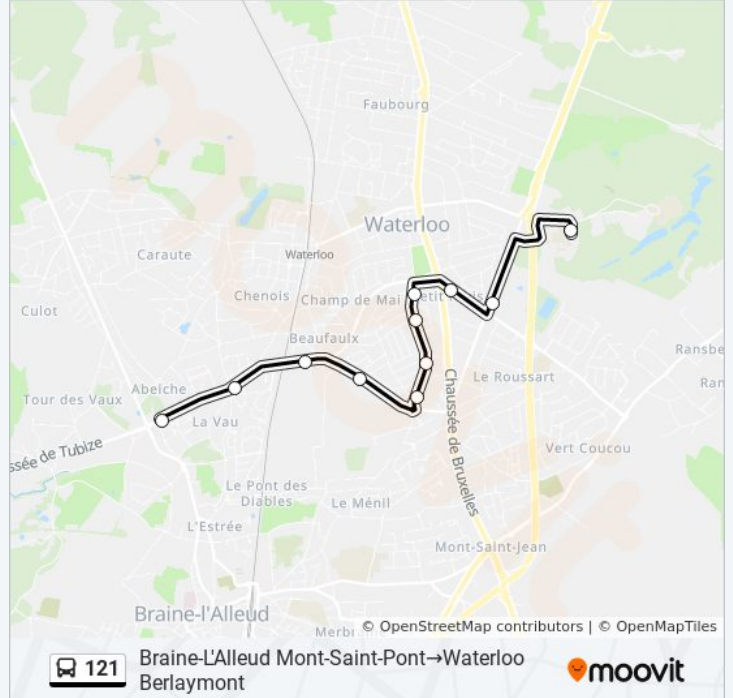 Faubourg
Waterloo
Caraute
Waterloo
Chenois
Champ de Mai
Culot
Beaufaulx
Ransbe
Le Roussart
Ran
Abeiche
Tour des Vaux
La Vau
Chaussée de Bruxelles
ssée de Tubize
Vert Coucou
Le Pont des
Diables
Le Ménil
L'Estrée
Mont-Saint-Jean
Braine-l'Alleud
© OpenStreetMap contributors | © OpenMapTiles
121
Braine-L'Alleud Mont-Saint-Pont→Waterloo
Berlaymont
moovit